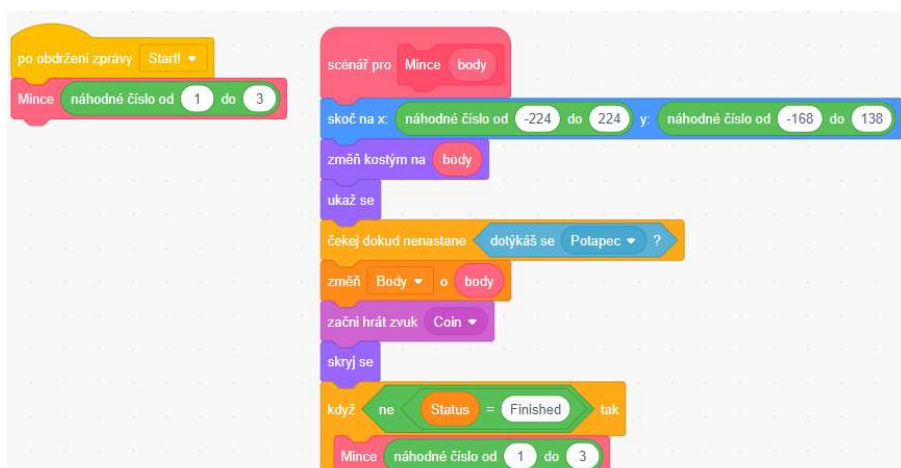 po obdržení zprávy Start!
Mince náhodné číslo od 1 do 3
scénář pro Mince body
skoč na x: náhodné číslo od -224 do 224 y: náhodné číslo od -168 do 138
změň kostým na body
ukaž se
čekej dokud nenastane dotýkáš se Potapec ?
změň Body o body
začni hrát zvuk Coin
skryj se
když ne Status = Finished tak
Mince náhodné číslo od 1 do 3